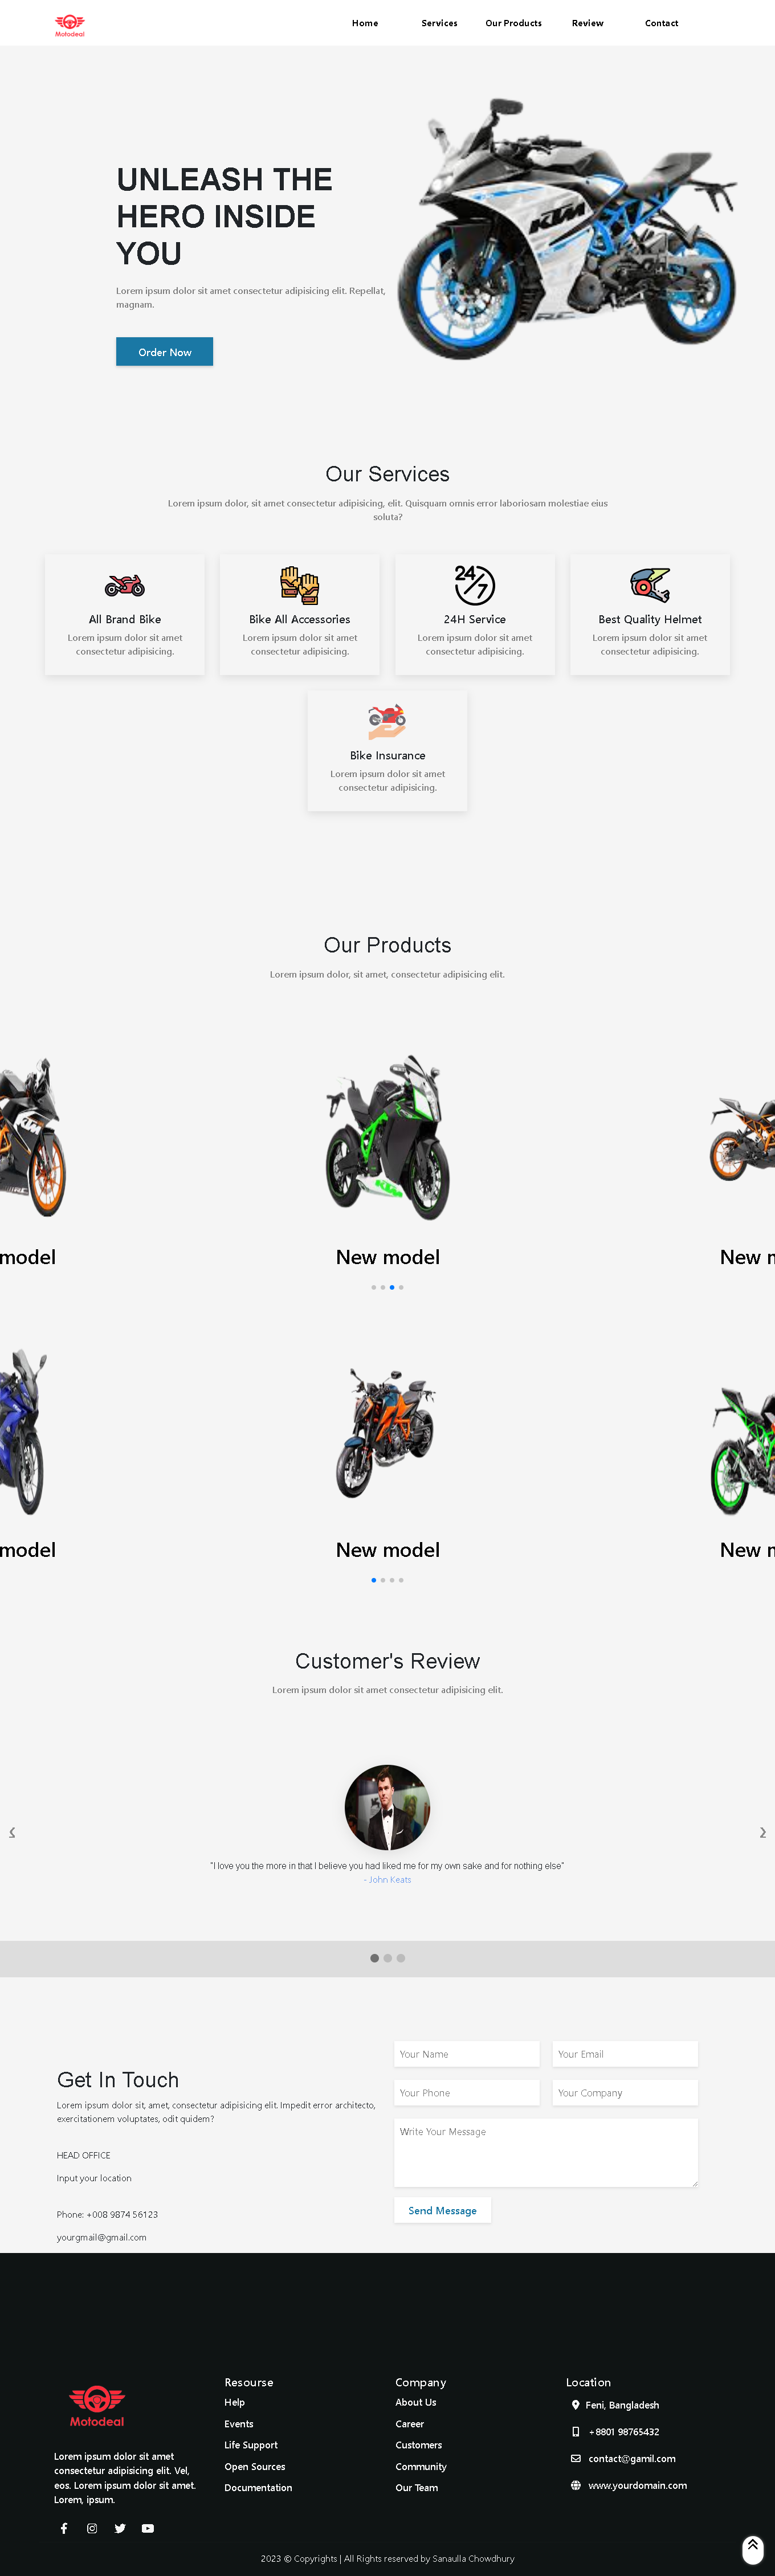 Motodeal
Home Services Our Products Review Contact
UNLEASH THE
HERO INSIDE
YOU
KTM
RC
Lorem ipsum dolor sit amet consectetur adipisicing elit. Repellat,
magnam.
Order Now
Our Services
Lorem ipsum dolor, sit amet consectetur adipisicing, elit. Quisquam omnis error laboriosam molestiae eius
soluta?
24/7
All Brand Bike
Lorem ipsum dolor sit amet
consectetur adipisicing.
Bike All Accessories
Lorem ipsum dolor sit amet
consectetur adipisicing.
24H Service
Lorem ipsum dolor sit amet
consectetur adipisicing.
Best Quality Helmet
Lorem ipsum dolor sit amet
consectetur adipisicing.
Bike Insurance
Lorem ipsum dolor sit amet
consectetur adipisicing.
Our Products
Lorem ipsum dolor, sit amet, consectetur adipisicing elit.
KTM
KTM
model New model New m
model New model New m
Customer's Review
Lorem ipsum dolor sit amet consectetur adipisicing elit.
"I love you the more in that I believe you had liked me for my own sake and for nothing else"
- John Keats
Get In Touch
Lorem ipsum dolor sit, amet, consectetur adipisicing elit. Impedit error architecto,
exercitationem voluptates, odit quidem?
HEAD OFFICE
Input your location
Phone: +008 9874 56123
yourgmail@gmail.com
Your Name
Your Email
Your Phone
Your Company
Write Your Message
Send Message
Motodeal
Lorem ipsum dolor sit amet
consectetur adipisicing elit. Vel,
eos. Lorem ipsum dolor sit amet.
Lorem, ipsum.
Resourse
Help
Events
Life Support
Open Sources
Documentation
Company
About Us
Career
Customers
Community
Our Team
Location
Feni, Bangladesh
+8801 98765432
contact@gamil.com
www.yourdomain.com
2023 © Copyrights | All Rights reserved by Sanaulla Chowdhury